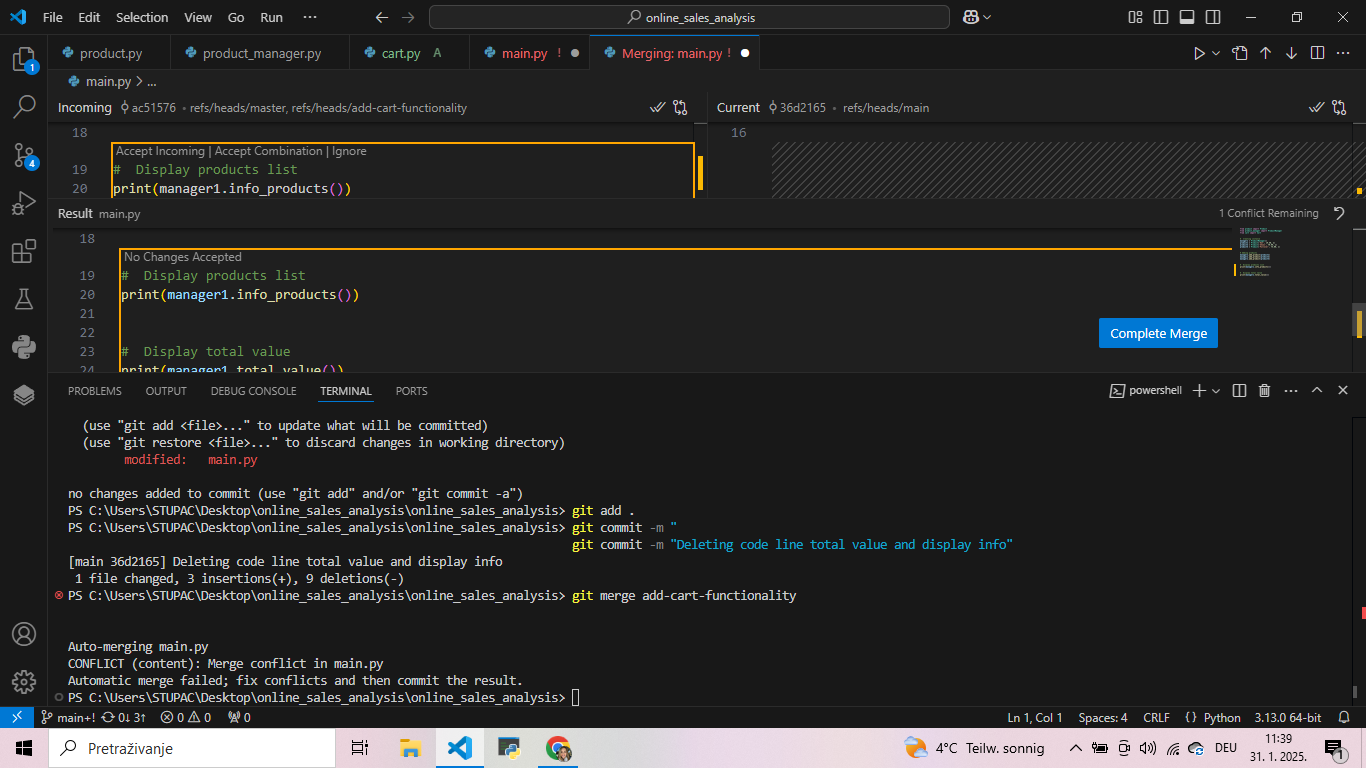 File Edit Selection View Go Run ··· online_sales_analysis
product.py product_manager.py cart.py A main.py ! Merging: main.py !
main.py > ...
Incoming ac51576 • refs/heads/master, refs/heads/add-cart-functionality
Current 36d2165 • refs/heads/main
18
Accept Incoming | Accept Combination | Ignore
19 # Display products list
20 print(manager1.info_products())
16
Result main.py 1 Conflict Remaining
18
No Changes Accepted
19 # Display products list
20 print(manager1.info_products())
21
22
23 # Display total value
24 print(manager1.total_value())
Complete Merge
PROBLEMS OUTPUT DEBUG CONSOLE TERMINAL PORTS powershell
(use "git add <file>..." to update what will be committed)
(use "git restore <file>..." to discard changes in working directory)
modified: main.py
no changes added to commit (use "git add" and/or "git commit -a")
PS C:\Users\STUPAC\Desktop\online_sales_analysis\online_sales_analysis> git add .
PS C:\Users\STUPAC\Desktop\online_sales_analysis\online_sales_analysis> git commit -m "
git commit -m "Deleting code line total value and display info"
[main 36d2165] Deleting code line total value and display info
1 file changed, 3 insertions(+), 9 deletions(-)
PS C:\Users\STUPAC\Desktop\online_sales_analysis\online_sales_analysis> git merge add-cart-functionality
Auto-merging main.py
CONFLICT (content): Merge conflict in main.py
Automatic merge failed; fix conflicts and then commit the result.
PS C:\Users\STUPAC\Desktop\online_sales_analysis\online_sales_analysis>
1
4
main+! 0↓ 3↑ 0 0 0 Ln 1, Col 1 Spaces: 4 CRLF {} Python 3.13.0 64-bit
Pretraživanje 4°C Teilw. sonnig DEU 11:39
31. 1. 2025. 1